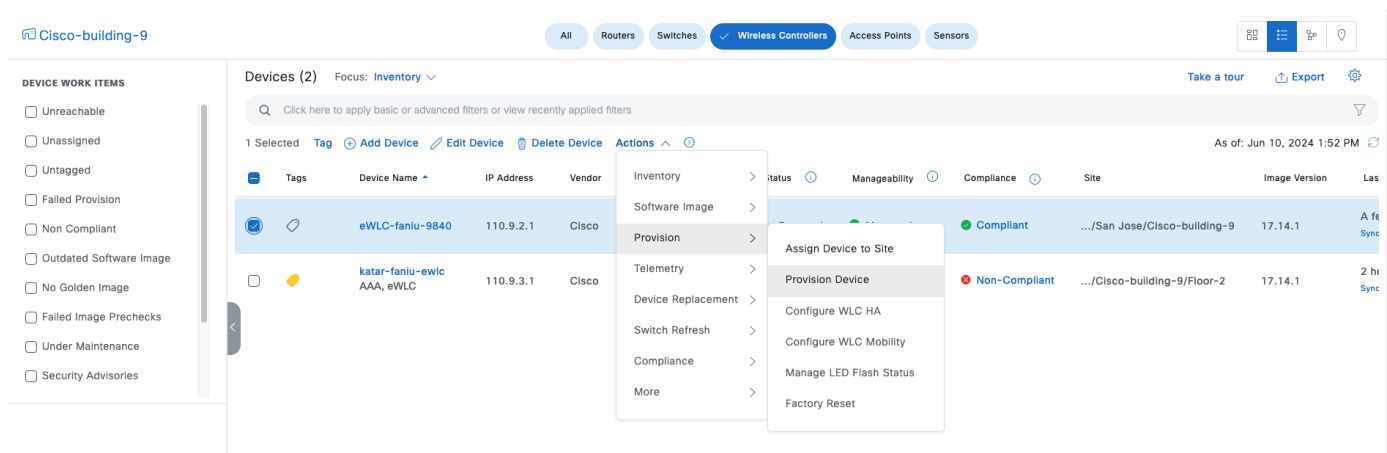 Cisco-building-9
All Routers Switches Wireless Controllers Access Points Sensors
DEVICE WORK ITEMS
Unreachable
Unassigned
Untagged
Failed Provision
Non Compliant
Outdated Software Image
No Golden Image
Failed Image Prechecks
Under Maintenance
Security Advisories
Devices (2) Focus: Inventory
Take a tour Export
Click here to apply basic or advanced filters or view recently applied filters
1 Selected Tag Add Device Edit Device Delete Device Actions
As of: Jun 10, 2024 1:52 PM
Tags Device Name IP Address Vendor Status Manageability Compliance Site Image Version Las
eWLC-faniu-9840 110.9.2.1 Cisco Compliant .../San Jose/Cisco-building-9 17.14.1 A fe
Sync
katar-faniu-ewlc
AAA, eWLC 110.9.3.1 Cisco Non-Compliant .../Cisco-building-9/Floor-2 17.14.1 2 ho
Sync
Inventory
Software Image
Provision
Telemetry
Device Replacement
Switch Refresh
Compliance
More
Assign Device to Site
Provision Device
Configure WLC HA
Configure WLC Mobility
Manage LED Flash Status
Factory Reset